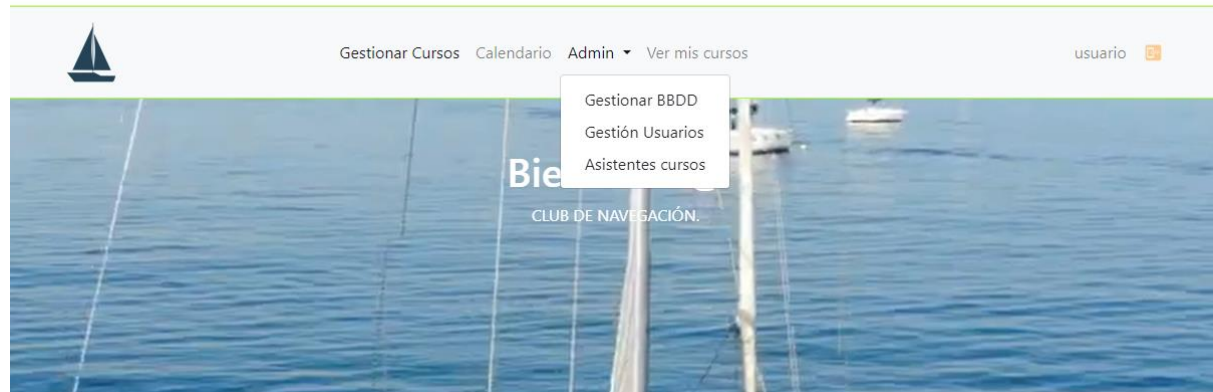 Gestionar Cursos Calendario Admin Ver mis cursos usuario
Gestionar BBDD
Gestión Usuarios
Asistentes cursos
CLUB DE NAVEGACIÓN.